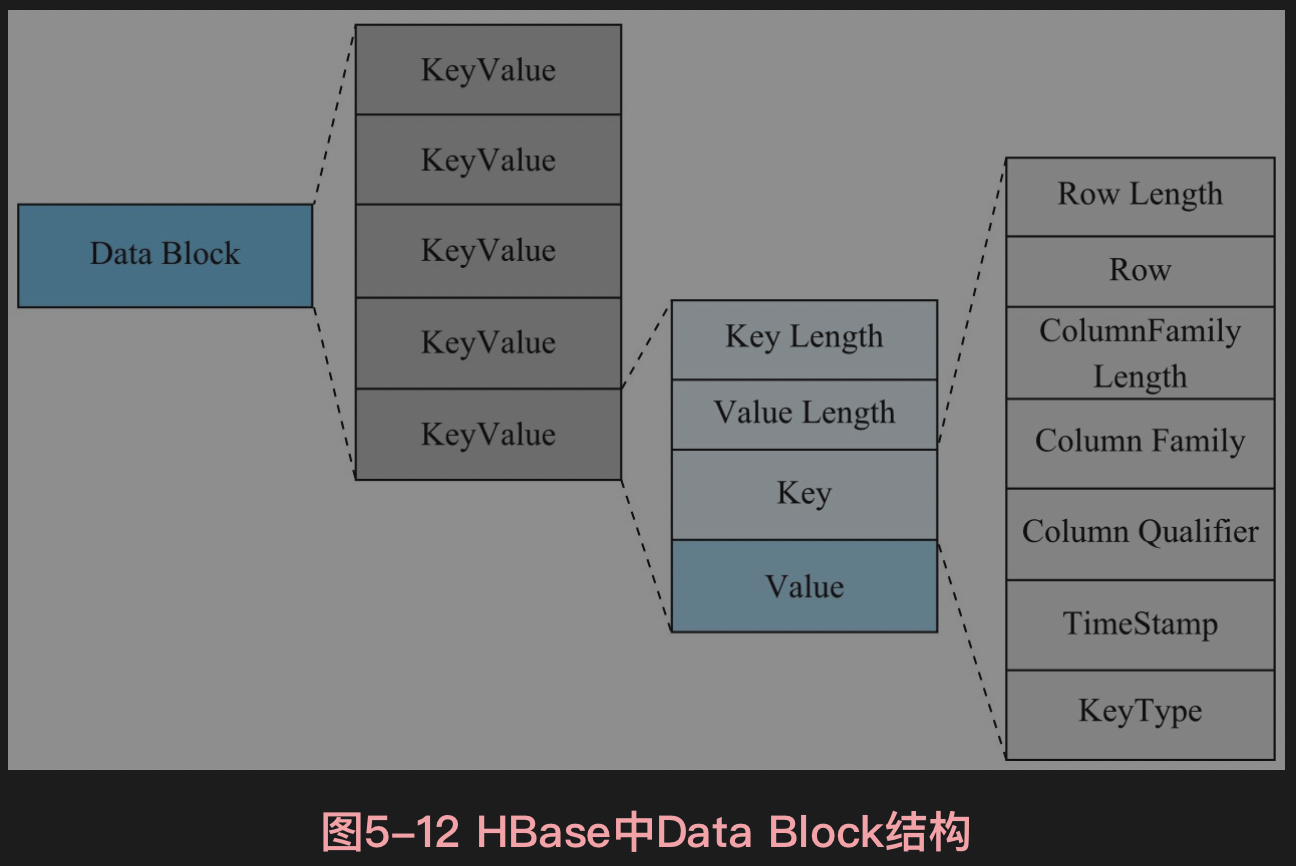 Data Block
KeyValue
KeyValue
KeyValue
KeyValue
KeyValue
Key Length
Value Length
Key
Value
Row Length
Row
ColumnFamily
Length
Column Family
Column Qualifier
TimeStamp
KeyType
图5-12 HBase中Data Block结构